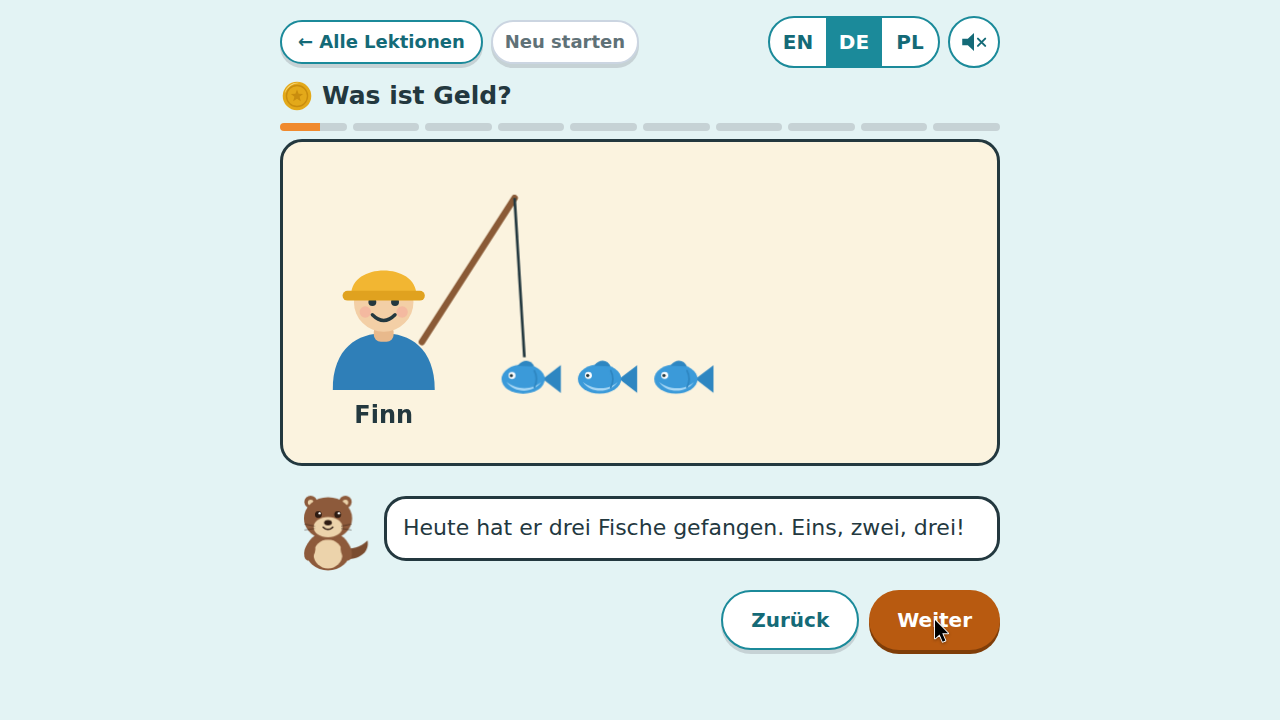 ← Alle Lektionen
Neu starten
EN DE PL
Was ist Geld?
Finn
Heute hat er drei Fische gefangen. Eins, zwei, drei!
Zurück
Weiter